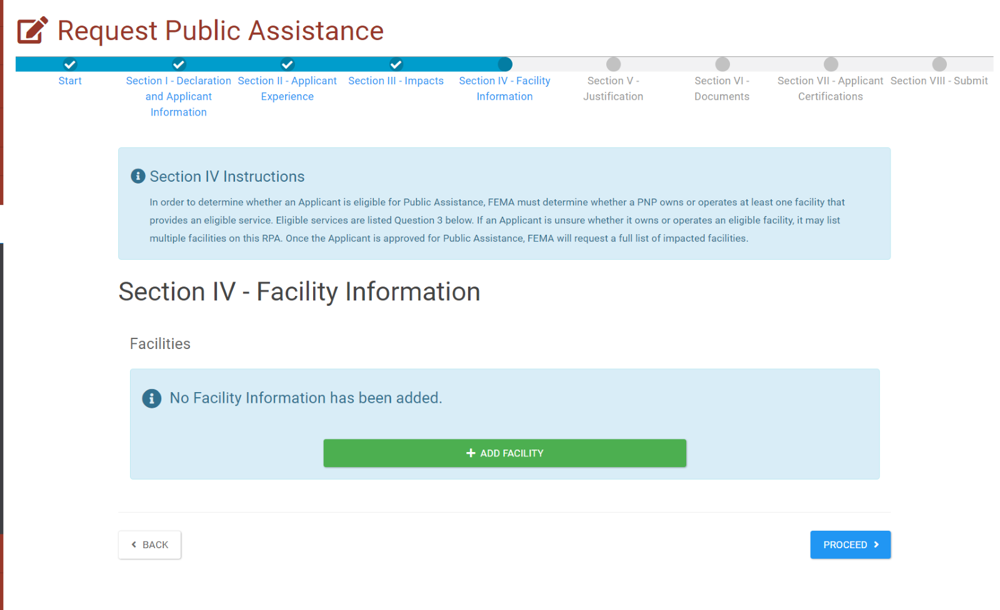 Request Public Assistance
Start
Section I - Declaration
and Applicant
Information
Section II - Applicant
Experience
Section III - Impacts
Section IV - Facility
Information
Section V -
Justification
Section VI -
Documents
Section VII - Applicant
Certifications
Section VIII - Submit
Section IV Instructions
In order to determine whether an Applicant is eligible for Public Assistance, FEMA must determine whether a PNP owns or operates at least one facility that
provides an eligible service. Eligible services are listed Question 3 below. If an Applicant is unsure whether it owns or operates an eligible facility, it may list
multiple facilities on this RPA. Once the Applicant is approved for Public Assistance, FEMA will request a full list of impacted facilities.
Section IV - Facility Information
Facilities
No Facility Information has been added.
ADD FACILITY
BACK
PROCEED